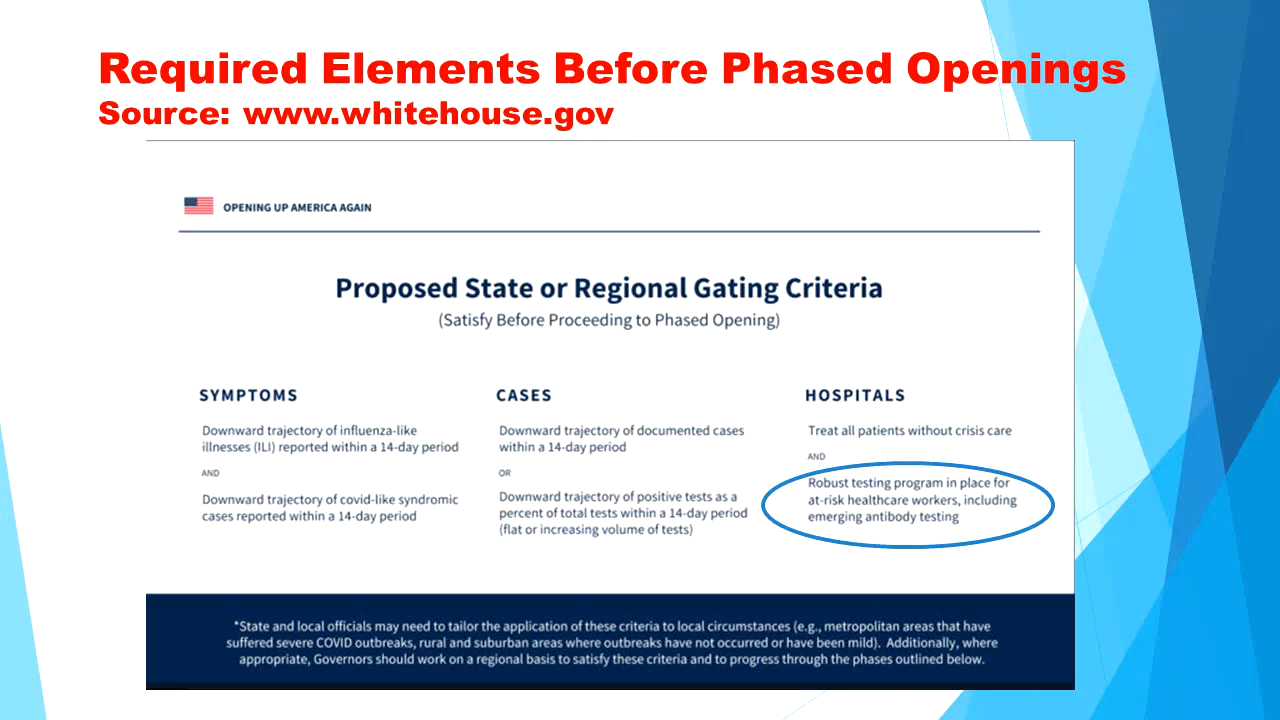 Required Elements Before Phased Openings
Source: www.whitehouse.gov
OPENING UP AMERICA AGAIN
Proposed State or Regional Gating Criteria
(Satisfy Before Proceeding to Phased Opening)
SYMPTOMS
Downward trajectory of influenza-like
illnesses (ILI) reported within a 14-day period
AND
Downward trajectory of covid-like syndromic
cases reported within a 14-day period
CASES
Downward trajectory of documented cases
within a 14-day period
OR
Downward trajectory of positive tests as a
percent of total tests within a 14-day period
(flat or increasing volume of tests)
HOSPITALS
Treat all patients without crisis care
AND
Robust testing program in place for
at-risk healthcare workers, including
emerging antibody testing
*State and local officials may need to tailor the application of these criteria to local circumstances (e.g., metropolitan areas that have
suffered severe COVID outbreaks, rural and suburban areas where outbreaks have not occurred or have been mild). Additionally, where
appropriate, Governors should work on a regional basis to satisfy these criteria and to progress through the phases outlined below.